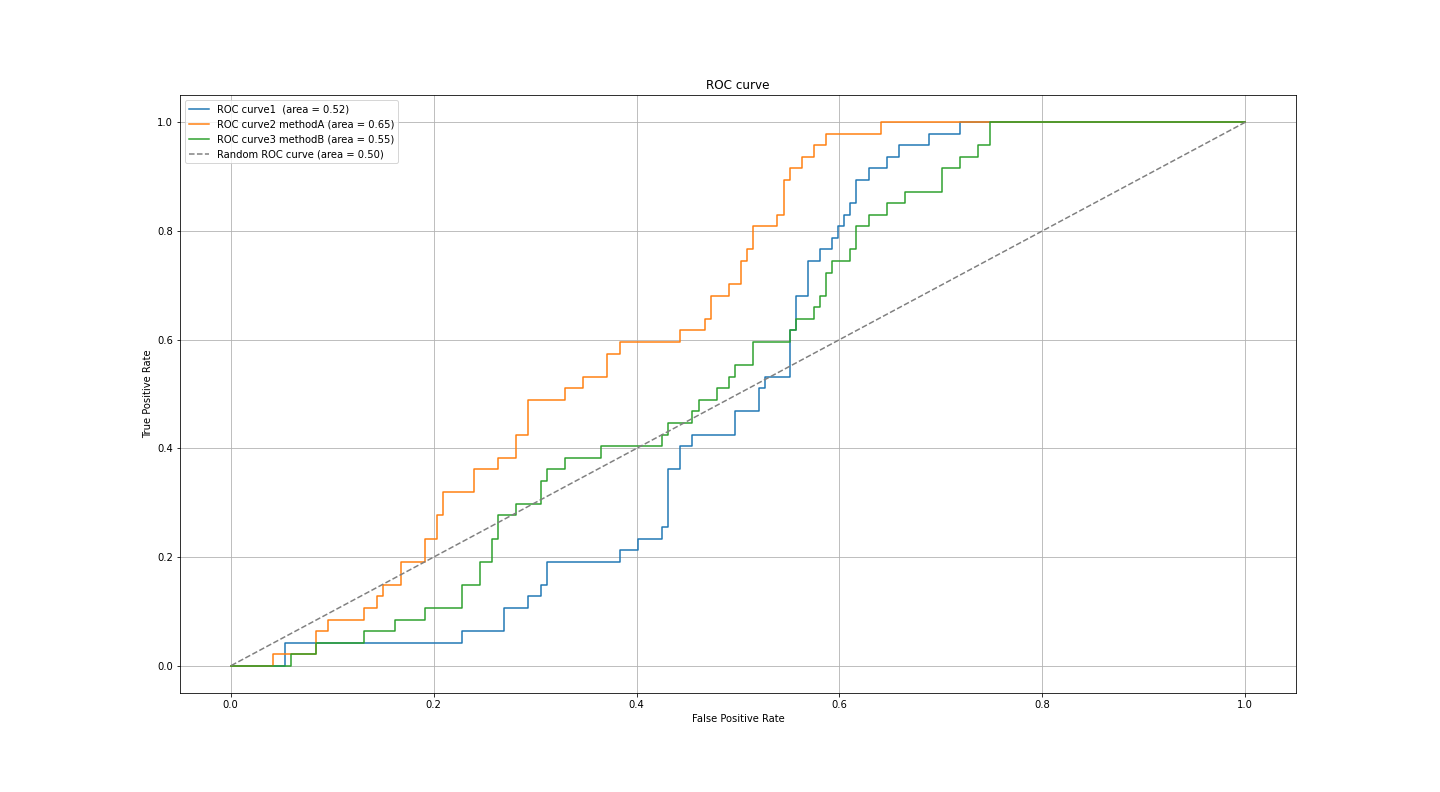 ROC curve
ROC curve1  (area = 0.52)
ROC curve2 methodA (area = 0.65)
ROC curve3 methodB (area = 0.55)
Random ROC curve (area = 0.50)
1.0
0.8
0.6
0.4
0.2
0.0
True Positive Rate
0.0 0.2 0.4 0.6 0.8 1.0
False Positive Rate